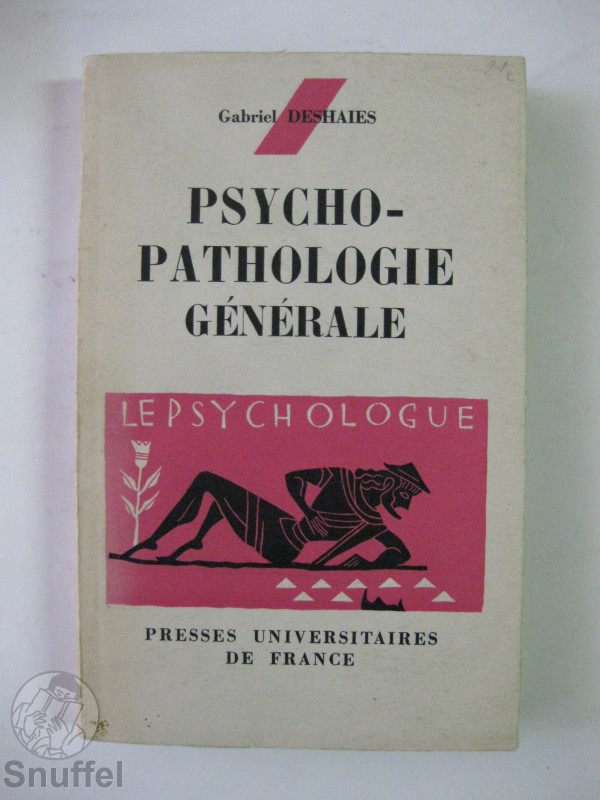 Gabriel DESHAIES
PSYCHO-
PATHOLOGIE
GÉNÉRALE
LE PSYCHOLOGUE
PRESSES UNIVERSITAIRES
DE FRANCE
Snuffel